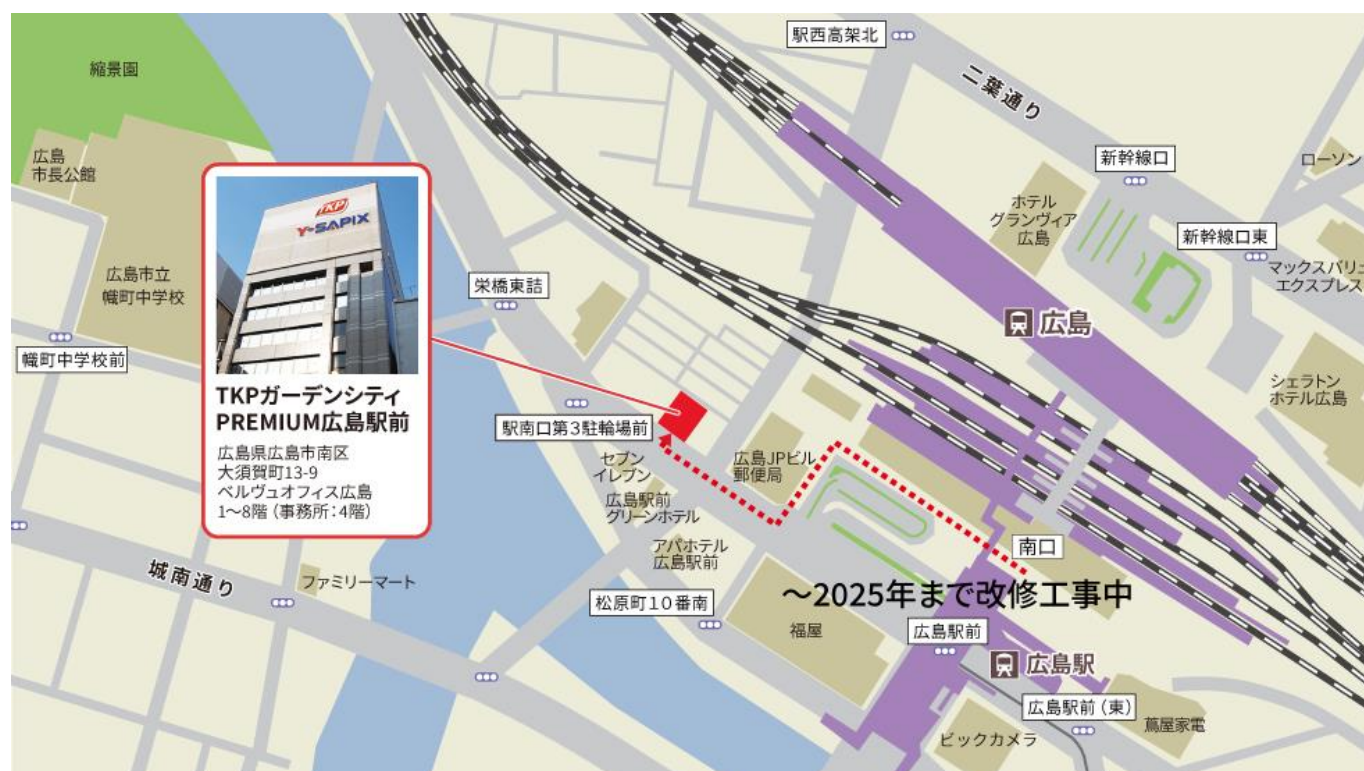 縮景園
駅西高架北
二葉通り
広島
市長公館
新幹線口
ローソン
TKP
Y-SAPIX
ホテル
グランヴィア
広島
新幹線口東
マックスバリュ
エクスプレス
広島市立
幟町中学校
栄橋東詰
広島
幟町中学校前
シェラトン
ホテル広島
TKPガーデンシティ
PREMIUM広島駅前
広島県広島市南区
大須賀町13-9
ベルヴュオフィス広島
1〜8階（事務所：4階）
駅南口第3駐輪場前
セブン
イレブン
広島JPビル
郵便局
広島駅前
グリーンホテル
南口
アパホテル
広島駅前
城南通り
ファミリーマート
〜2025年まで改修工事中
松原町10番南
福屋
広島駅前
広島駅
広島駅前（東）
蔦屋家電
ビックカメラ